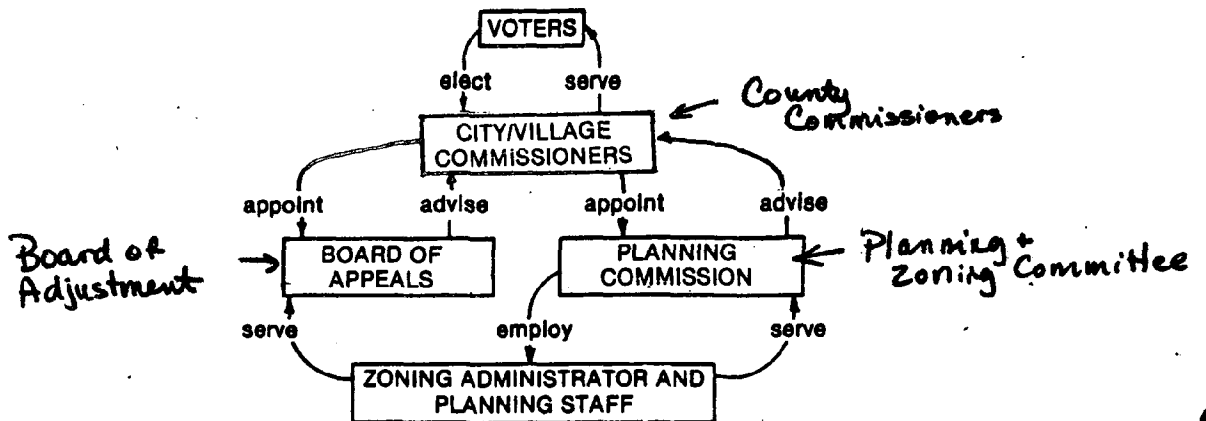 VOTERS
elect serve
County
Commissioners
CITY/VILLAGE
COMMISSIONERS
appoint advise appoint advise
Board of
Adjustment
BOARD OF
APPEALS
PLANNING
COMMISSION
Planning +
Zoning Committee
serve employ serve
ZONING ADMINISTRATOR AND
PLANNING STAFF